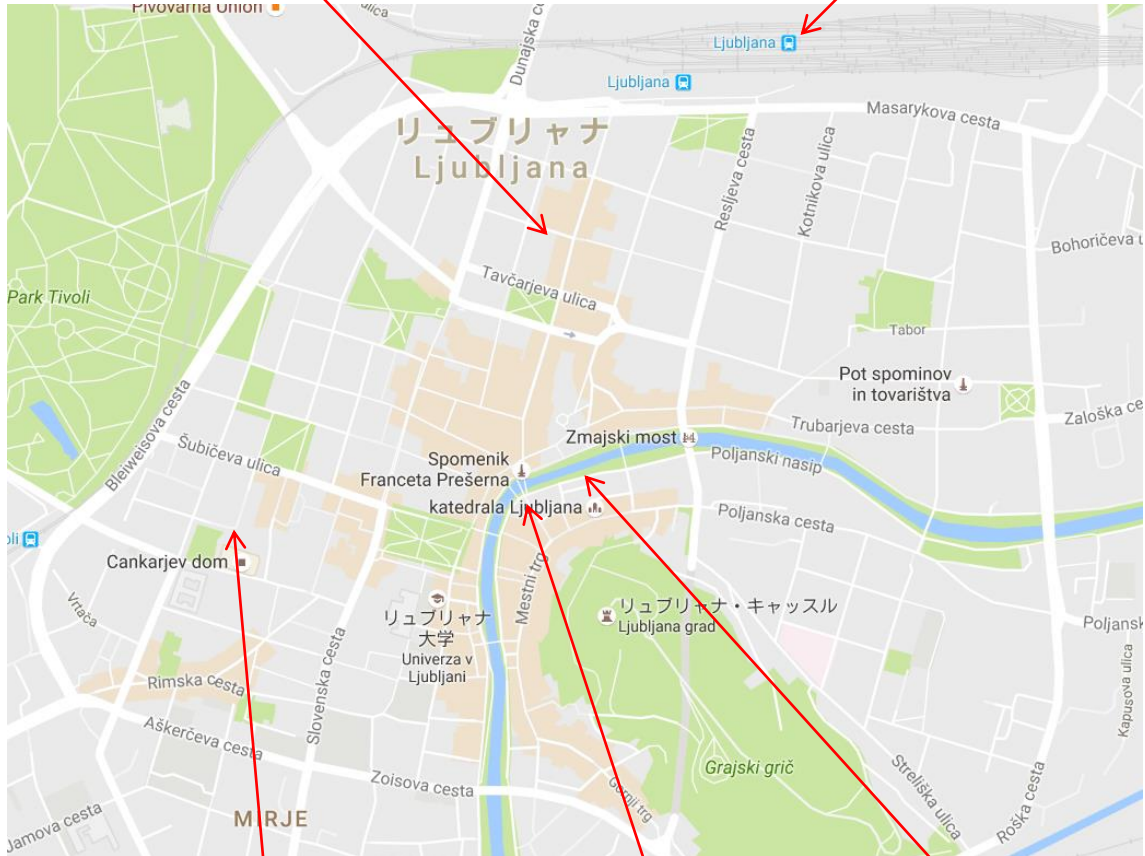 Pivovarna Union
ulica
Dunajska ce
Ljubljana
Ljubljana
Masarykova cesta
リュブリャナ
Ljubljana
Resljeva cesta
Kotnikova ulica
Bohoričeva u
Tavčarjeva ulica
Park Tivoli
Tabor
Pot spominov
in tovarištva
Zaloška ce
Trubarjeva cesta
Bleiweisova cesta
Zmajski most
Poljanski nasip
Šubičeva ulica
Spomenik
Franceta Prešerna
katedrala Ljubljana
Poljanska cesta
oli
Cankarjev dom
Mestni trg
Vrtača
リュブリャナ
大学
Univerza v
Ljubljani
リュブリャナ・キャッスル
Ljubljana grad
Poljansk
Kapusova ulica
Rimska cesta
Slovenska cesta
Aškerčeva cesta
Zoisova cesta
Grajski grič
Streliška ulica
Gornji trg
Roška cesta
MIRJE
Jamova cesta